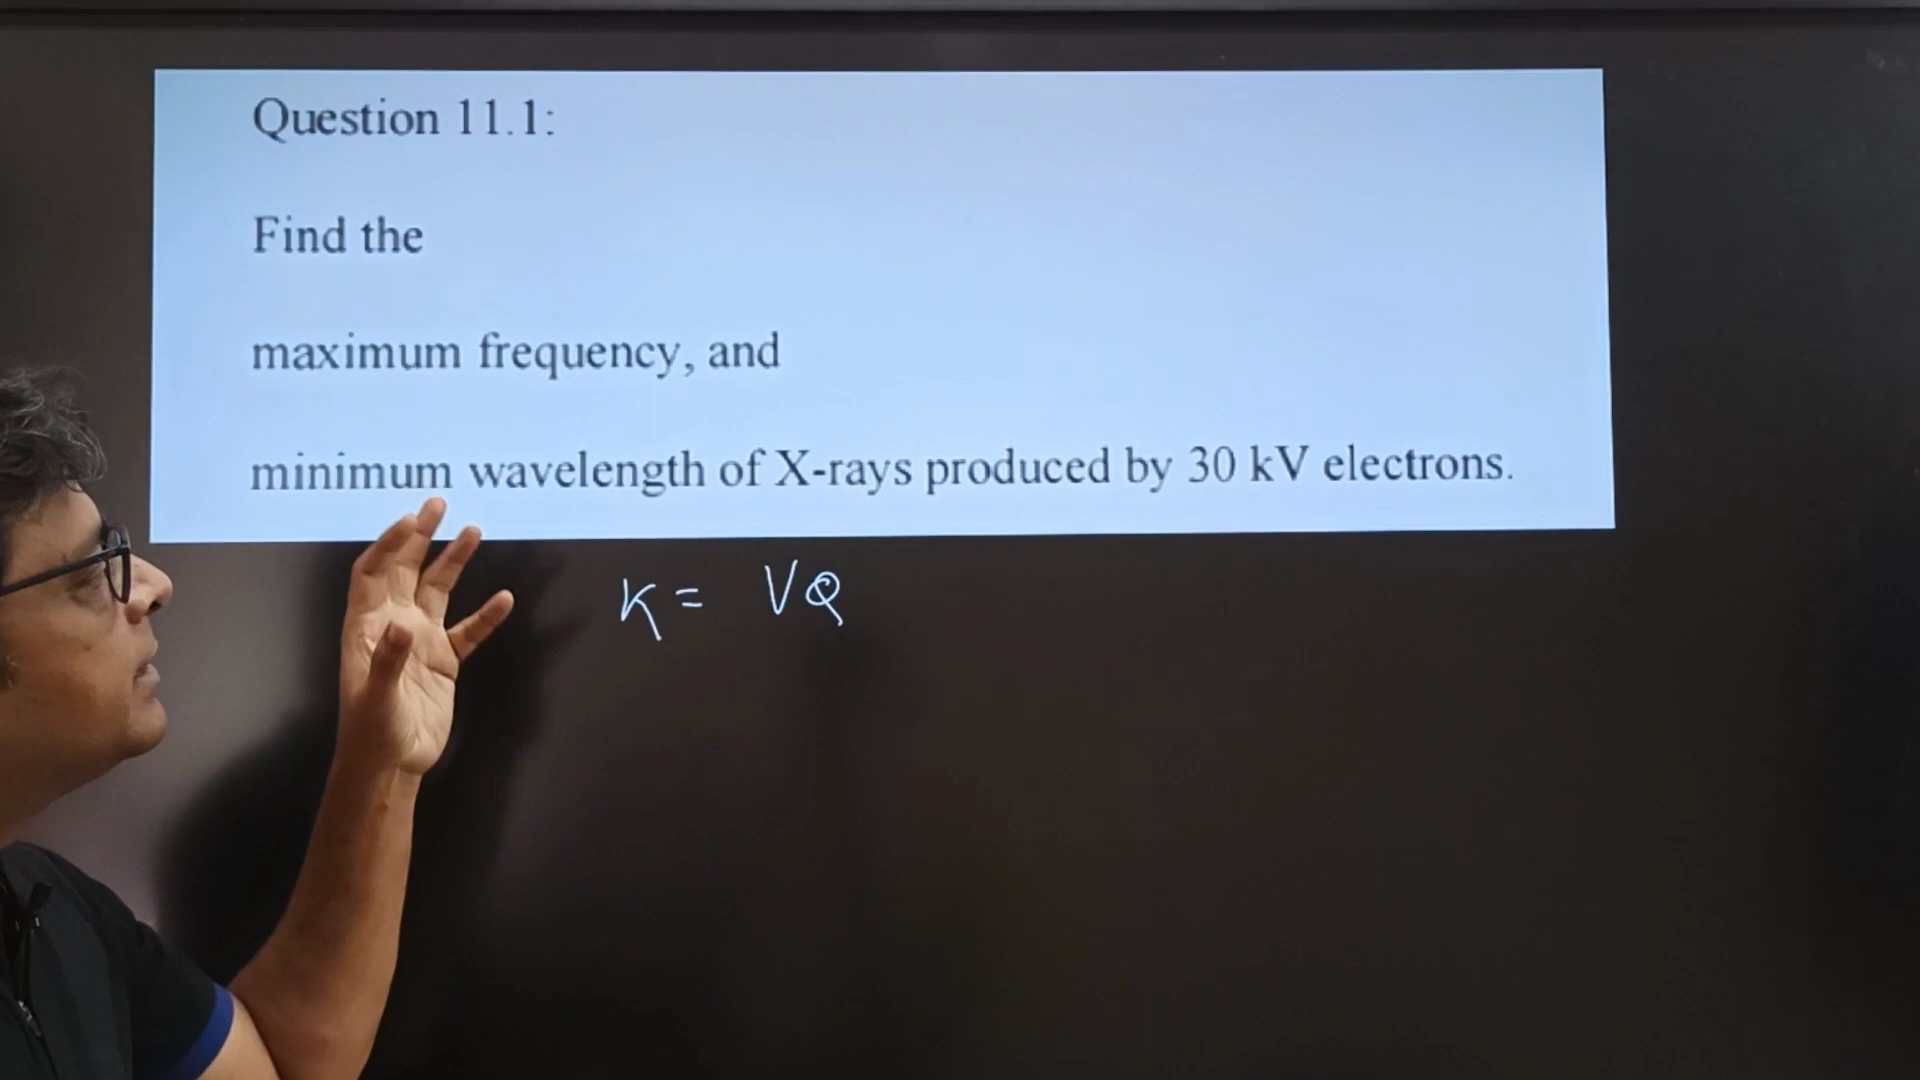 Question 11.1:
Find the
maximum frequency, and
minimum wavelength of X-rays produced by 30 kV electrons.
K = VQ